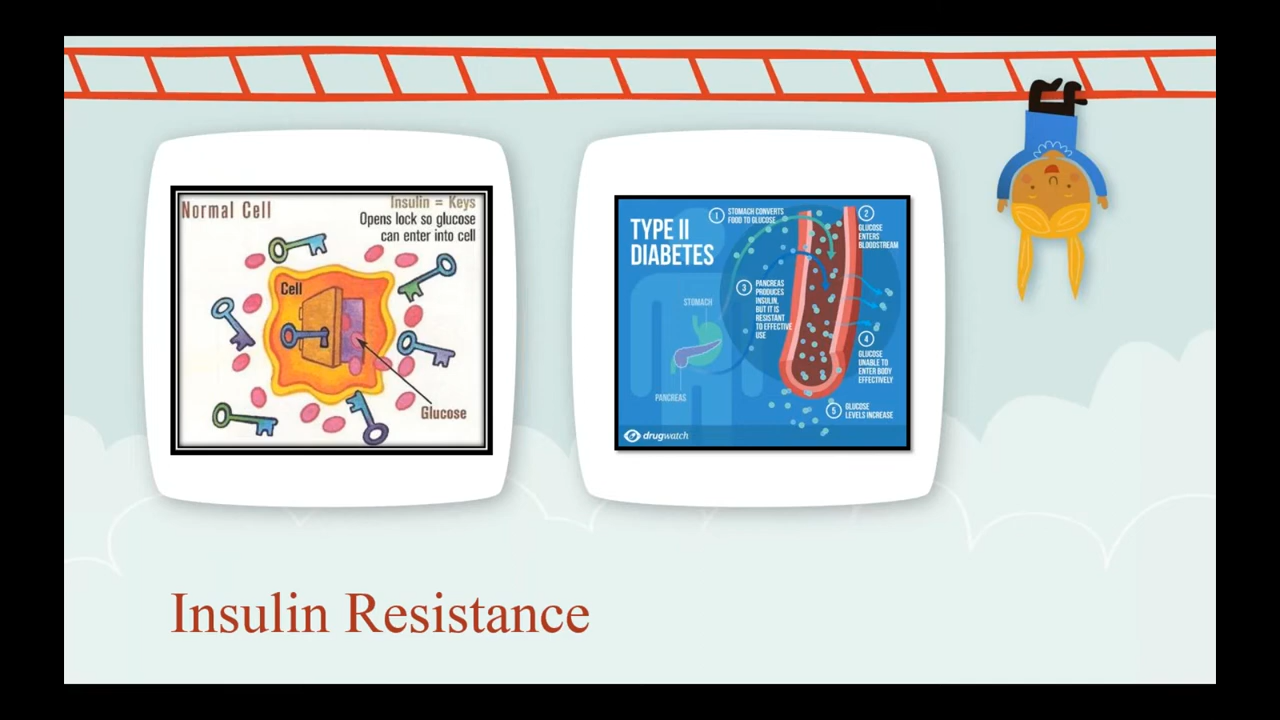 Normal Cell
Insulin = Keys
Opens lock so glucose
can enter into cell
Cell
Glucose
TYPE II
DIABETES
1 STOMACH CONVERTS
FOOD TO GLUCOSE
2
GLUCOSE
ENTERS
BLOODSTREAM
3 PANCREAS
PRODUCES
INSULIN,
BUT IT IS
RESISTANT
TO EFFECTIVE
USE
STOMACH
PANCREAS
4
GLUCOSE
UNABLE TO
ENTER BODY
EFFECTIVELY
5 GLUCOSE
LEVELS INCREASE
drugwatch
Insulin Resistance